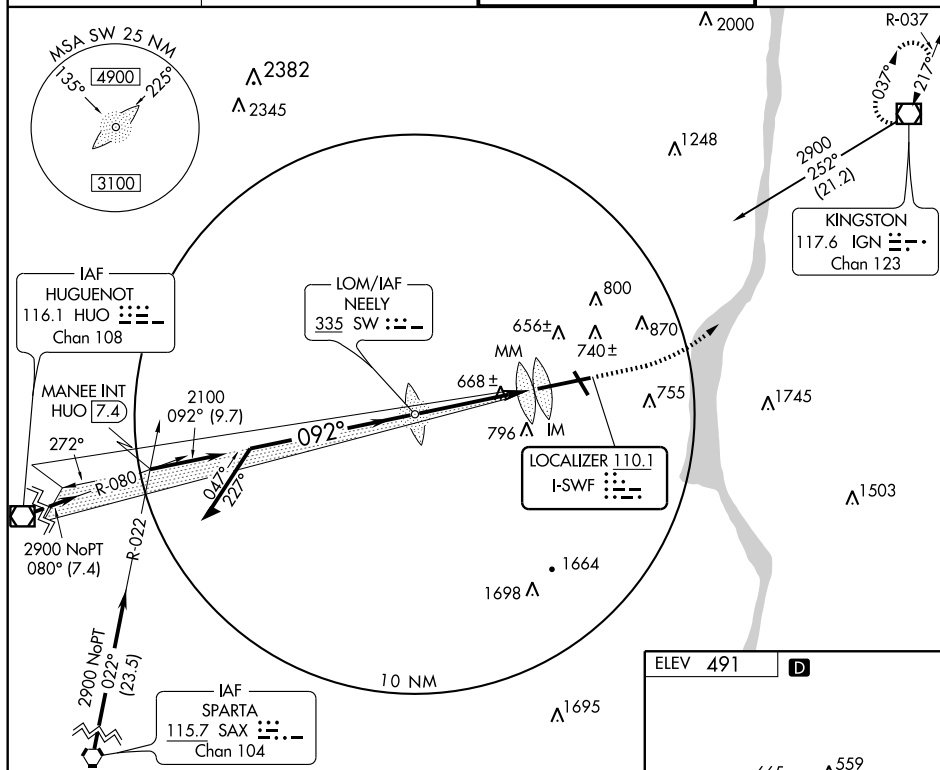 MSA SW 25 NM
135°
4900
225°
3100
2382
2345
2000
R-037
037°
217°
1248
2900
252°
(21.2)
KINGSTON
117.6 IGN
Chan 123
IAF
HUGUENOT
116.1 HUO
Chan 108
LOM/IAF
NEELY
335 SW
800
656±
740±
870
MM
668±
MANEE INT
HUO 7.4
2100
092° (9.7)
755
1745
272°
092°
796
IM
R-080
047°
227°
LOCALIZER 110.1
I-SWF
1503
2900 NoPT
080° (7.4)
R-022
1664
1698
2900 NoPT
022°
(23.5)
10 NM
ELEV 491
D
IAF
SPARTA
115.7 SAX
Chan 104
1695
559
665